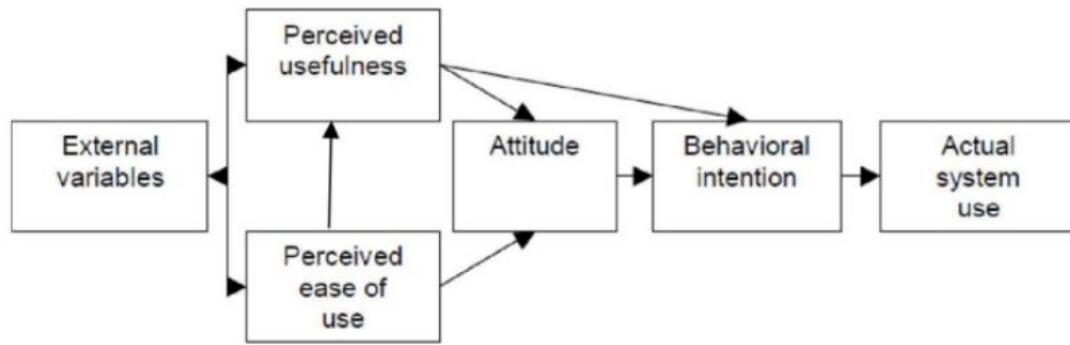 Perceived
usefulness
External
variables
Attitude
Behavioral
intention
Actual
system
use
Perceived
ease of
use